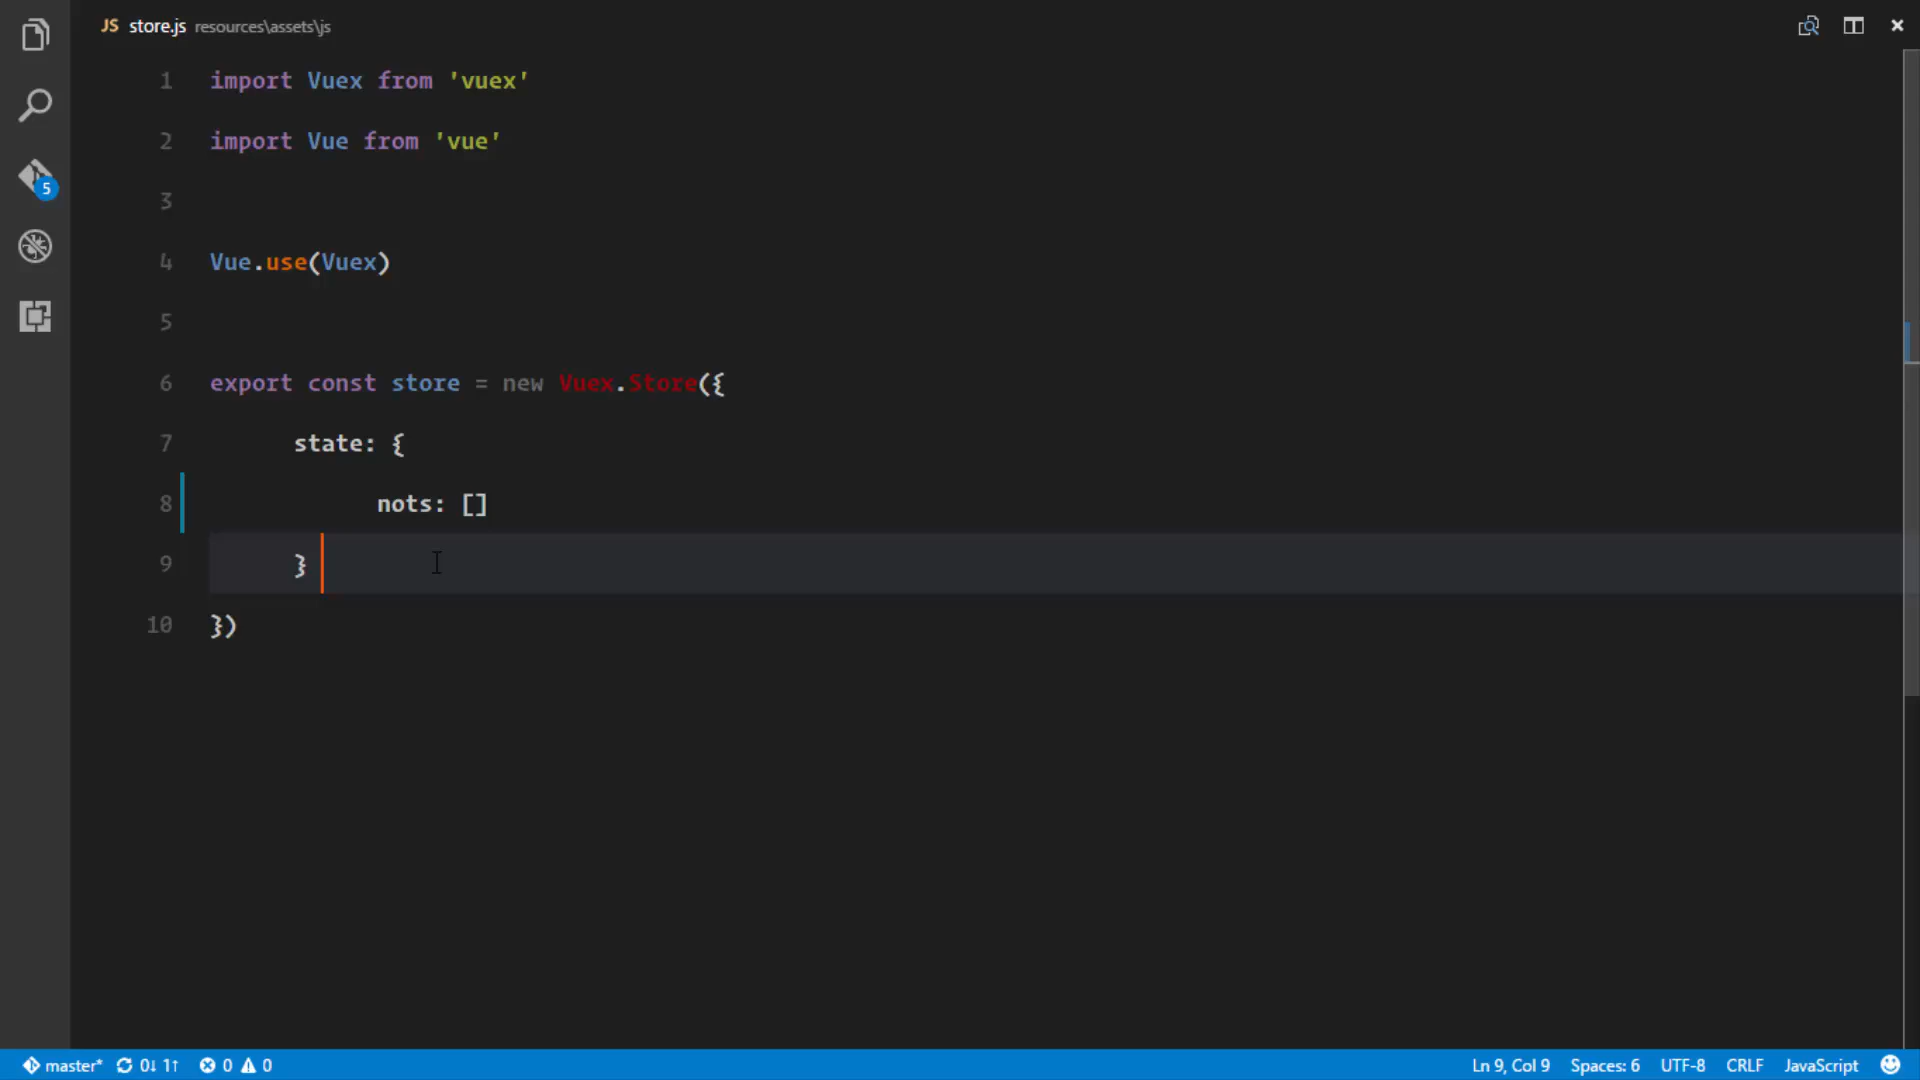 JS store.js resources\assets\js
1 import Vuex from 'vuex'
2 import Vue from 'vue'
3
4 Vue.use(Vuex)
5
6 export const store = new Vuex.Store({
7 state: {
8 nots: []
9 }
10 })
5
master* 0↓ 1↑ 0 0 Ln 9, Col 9 Spaces: 6 UTF-8 CRLF JavaScript